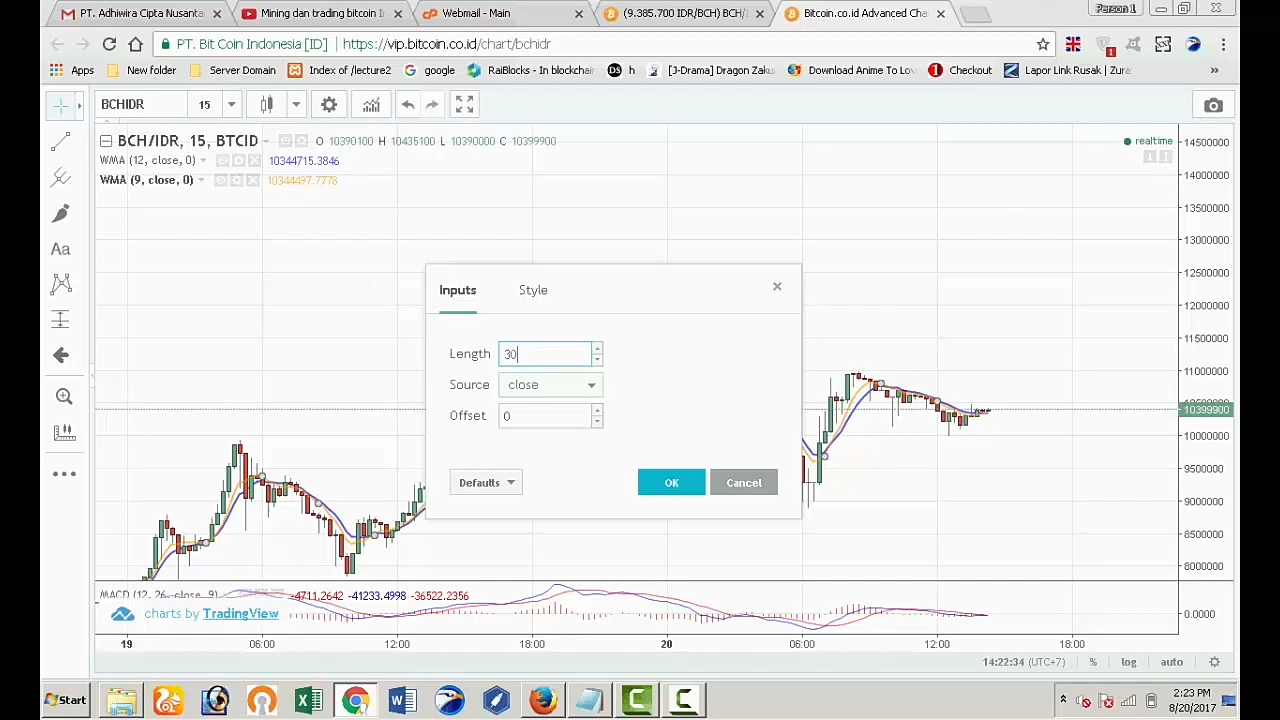 PT. Adhiwira Cipta Nusanta
Mining dan trading bitcoin In
Webmail - Main
(9.385.700 IDR/BCH) BCH/
Bitcoin.co.id Advanced Cha
Person 1
PT. Bit Coin Indonesia [ID]
https://vip.bitcoin.co.id/chart/bchidr
1
Apps
New folder
Server Domain
Index of /lecture2
google
RaiBlocks - In blockchain
h
[J-Drama] Dragon Zaku
Download Anime To Lov
Checkout
Lapor Link Rusak | Zura
»
BCHIDR
15
BCH/IDR, 15, BTCID
O 10390100 H 10435100 L 10390000 C 10399900
realtime
WMA (12, close, 0)
10344715.3846
WMA (9, close, 0)
10344497.7778
Inputs
Style
Length
30
Source
close
Offset
0
Defaults
OK
Cancel
Aa
14500000
14000000
13500000
13000000
12500000
12000000
11500000
11000000
10399900
10000000
9500000
9000000
8500000
8000000
0.0000
MACD (12, 26, close, 9)
-4711.2642
-41233.4998
-36522.2356
charts by TradingView
19
06:00
12:00
18:00
20
06:00
12:00
18:00
14:22:34 (UTC+7)
%
log
auto
Start
2:23 PM
8/20/2017